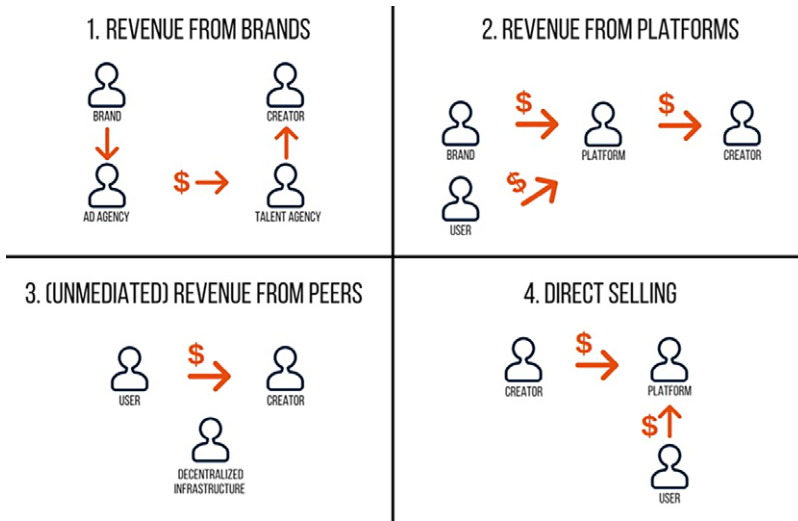 1. REVENUE FROM BRANDS
BRAND
CREATOR
$
AD AGENCY
TALENT AGENCY
2. REVENUE FROM PLATFORMS
$
$
BRAND
PLATFORM
CREATOR
$
USER
3. (UNMEDIATED) REVENUE FROM PEERS
$
USER
CREATOR
DECENTRALIZED
INFRASTRUCTURE
4. DIRECT SELLING
$
CREATOR
PLATFORM
$
USER